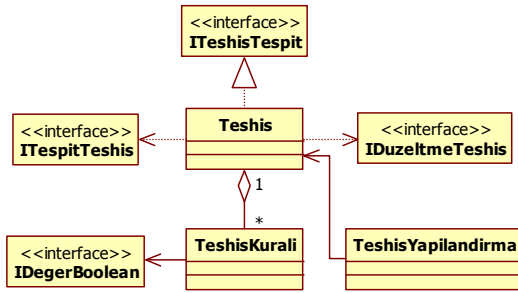 <<interface>>
ITeshisTespit
<<interface>>
ITespitTeshis
Teshis
<<interface>>
IDuzeltmeTeshis
1
*
<<interface>>
IDegerBoolean
TeshisKurali
TeshisYapilandirma